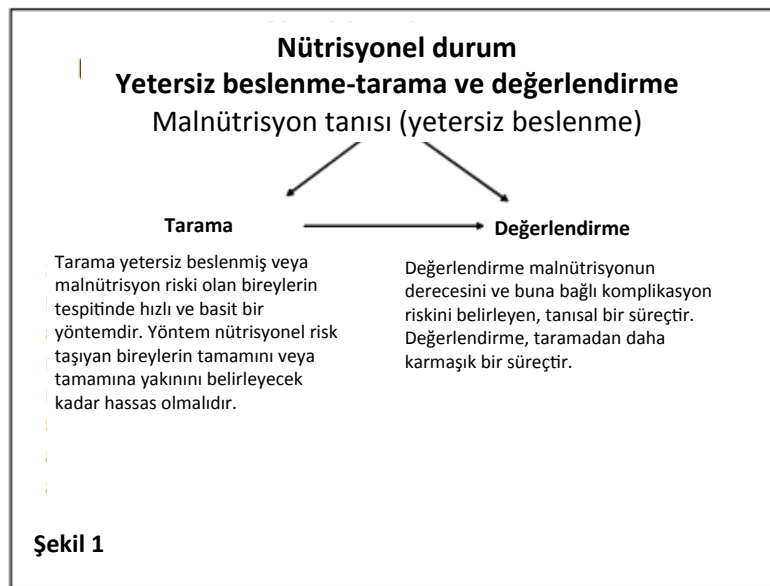 Nütrisyonel durum
Yetersiz beslenme-tarama ve değerlendirme
Malnütrisyon tanısı (yetersiz beslenme)
Tarama
Tarama yetersiz beslenmiş veya
malnütrisyon riski olan bireylerin
tespitinde hızlı ve basit bir
yöntemdir. Yöntem nütrisyonel risk
taşıyan bireylerin tamamını veya
tamamına yakınını belirleyecek
kadar hassas olmalıdır.
Değerlendirme
Değerlendirme malnütrisyonun
derecesini ve buna bağlı komplikasyon
riskini belirleyen, tanısal bir süreçtir.
Değerlendirme, taramadan daha
karmaşık bir süreçtir.
Şekil 1